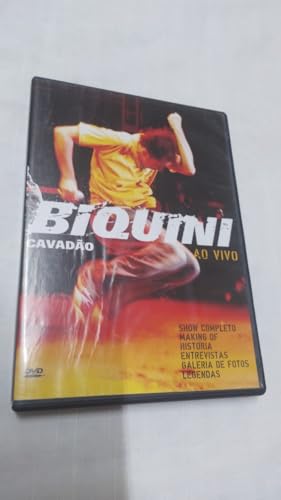 BIQUINI
CAVADÃO
AO VIVO
SHOW COMPLETO
MAKING OF
HISTÓRIA
ENTREVISTAS
GALERIA DE FOTOS
LEGENDAS
DVD